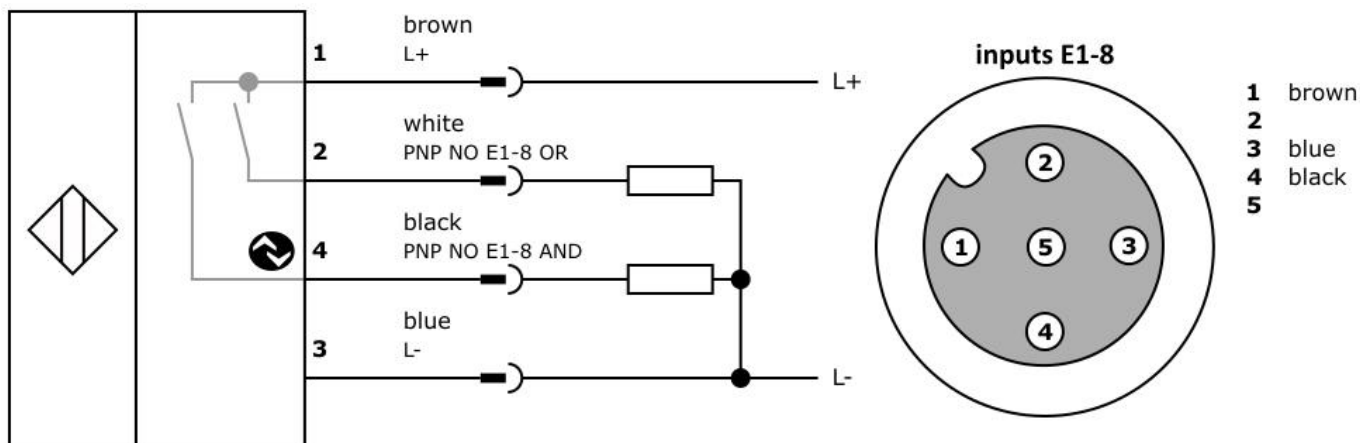 brown
1 L+
L+
white
2 PNP NO E1-8 OR
black
4 PNP NO E1-8 AND
blue
3 L-
L-
inputs E1-8
2
1 5 3
4
1 brown
2
3 blue
4 black
5